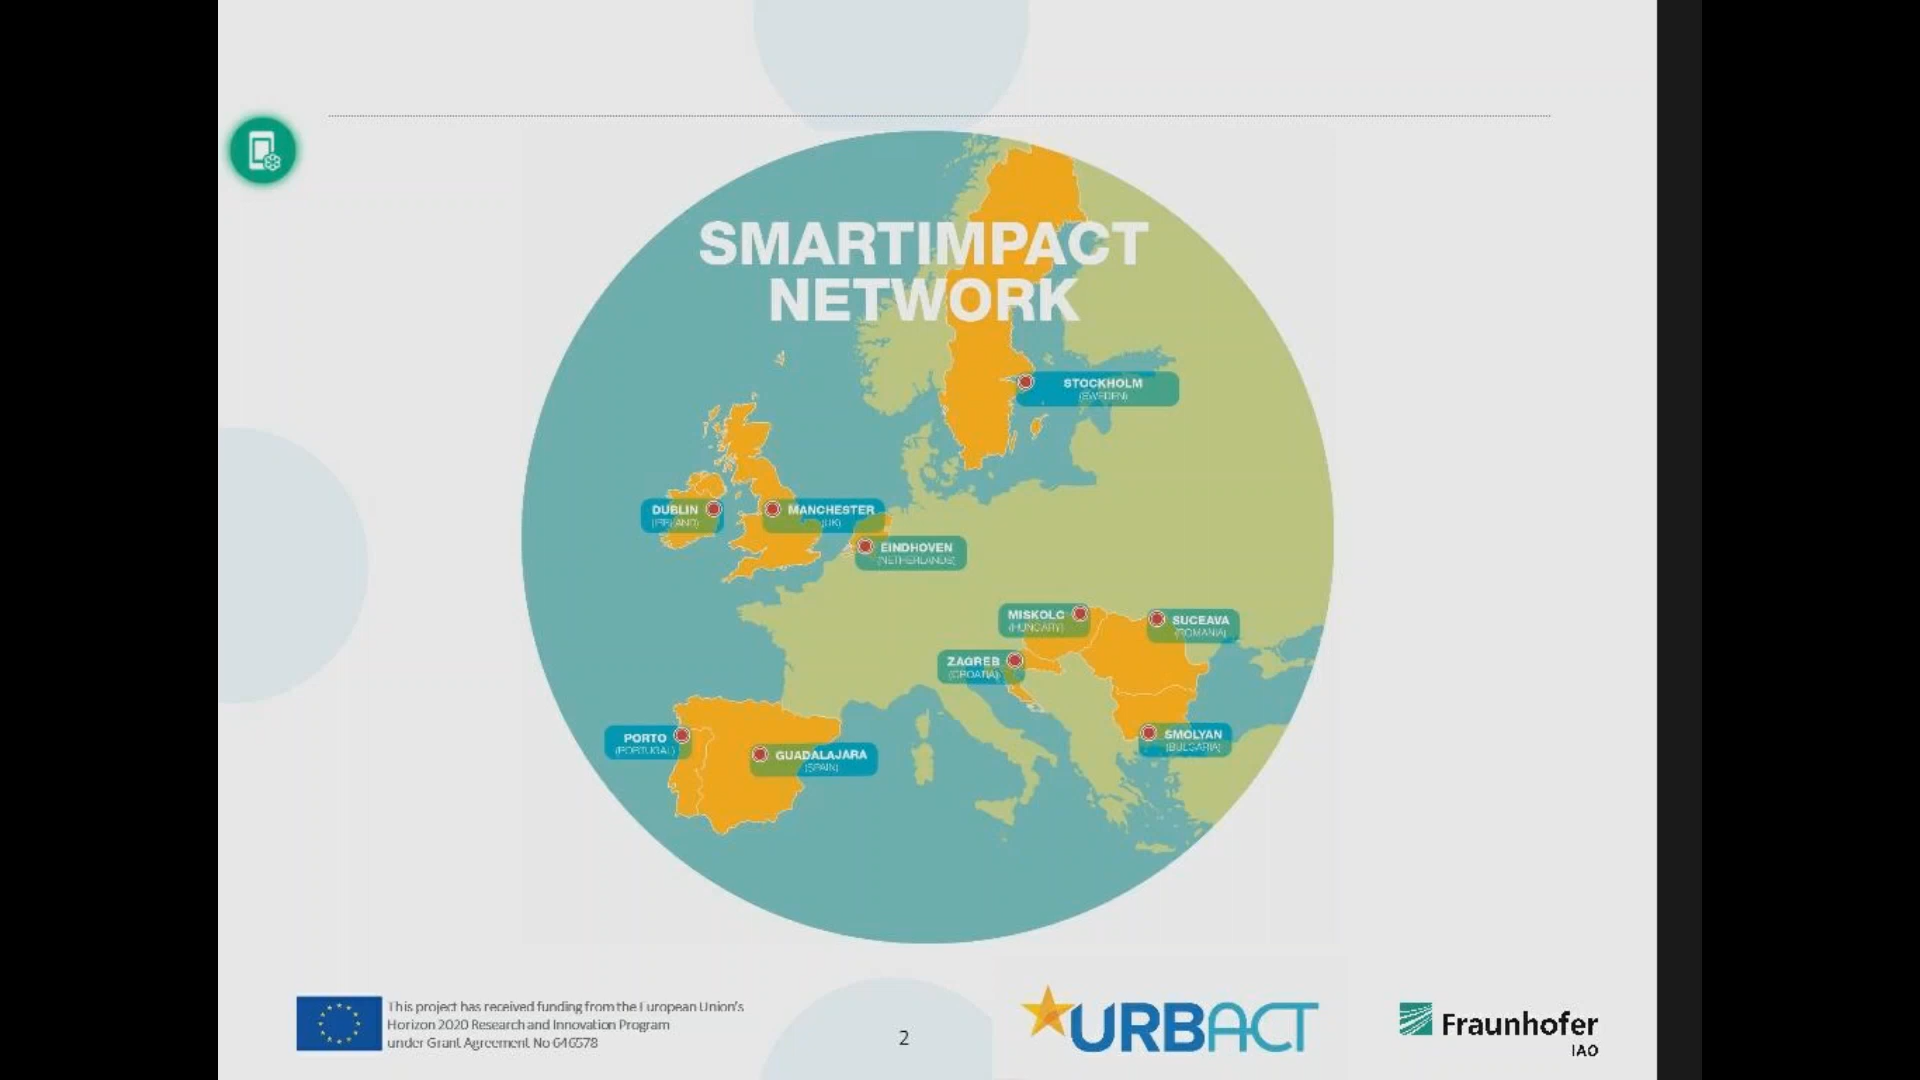 SMARTIMPACT
NETWORK
STOCKHOLM
(SWEDEN)
DUBLIN
(IRELAND)
MANCHESTER
(UK)
EINDHOVEN
(NETHERLANDS)
MISKOLC
(HUNGARY)
SUCEAVA
(ROMANIA)
ZAGREB
(CROATIA)
PORTO
(PORTUGAL)
GUADALAJARA
(SPAIN)
SMOLYAN
(BULGARIA)
This project has received funding from the European Union's
Horizon 2020 Research and Innovation Program
under Grant Agreement No 646578
2
URBACT
Fraunhofer
IAO